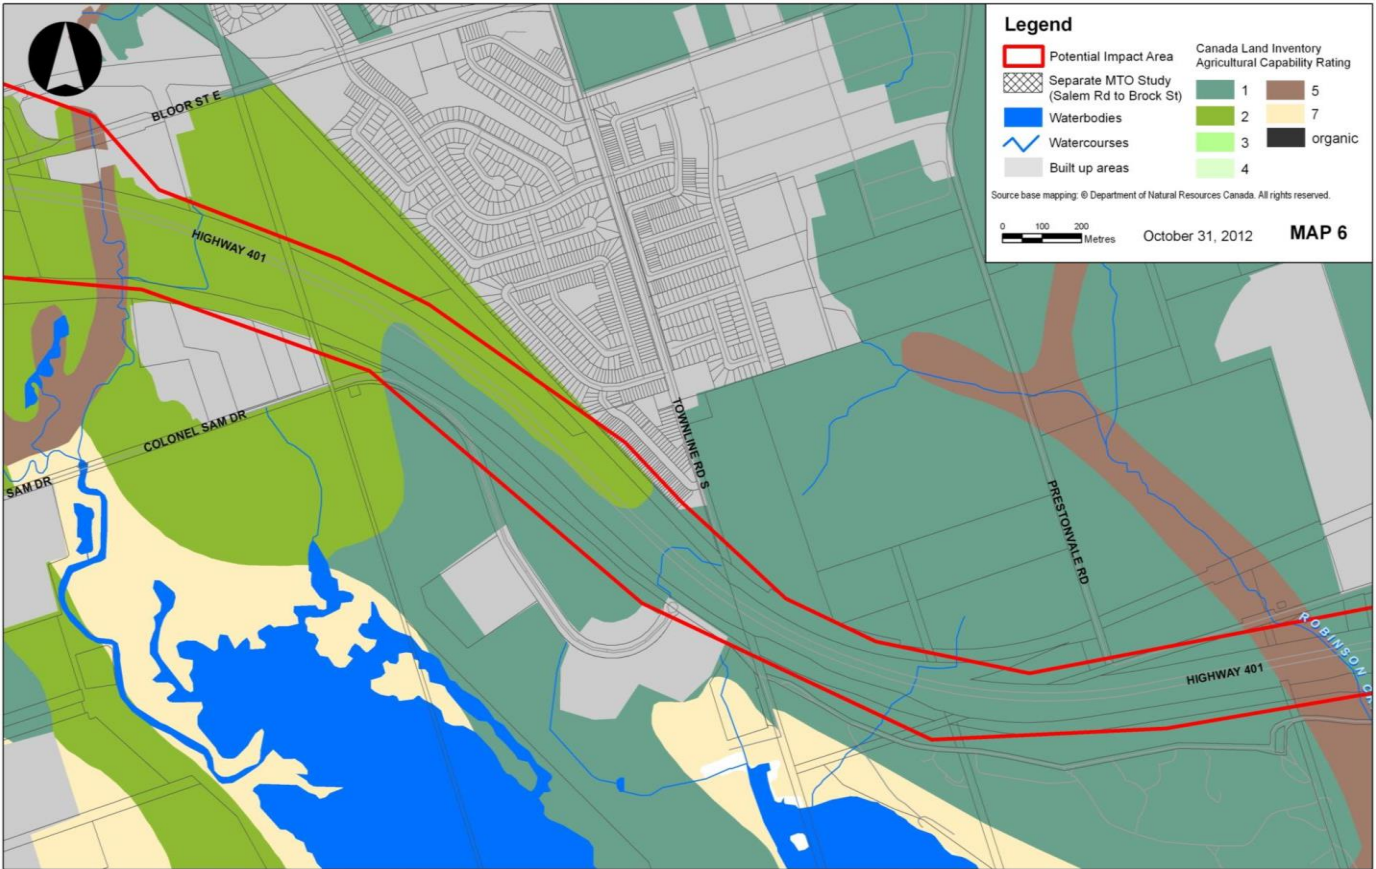 Legend
Potential Impact Area
Separate MTO Study
(Salem Rd to Brock St)
Waterbodies
Watercourses
Built up areas
Canada Land Inventory
Agricultural Capability Rating
1
2
3
4
5
7
organic
Source base mapping: © Department of Natural Resources Canada. All rights reserved.
0 100 200
Metres
October 31, 2012
MAP 6
BLOOR ST E
HIGHWAY 401
COLONEL SAM DR
SAM DR
TOWNLINE RD S
PRESTONVALE RD
HIGHWAY 401
ROBINSON